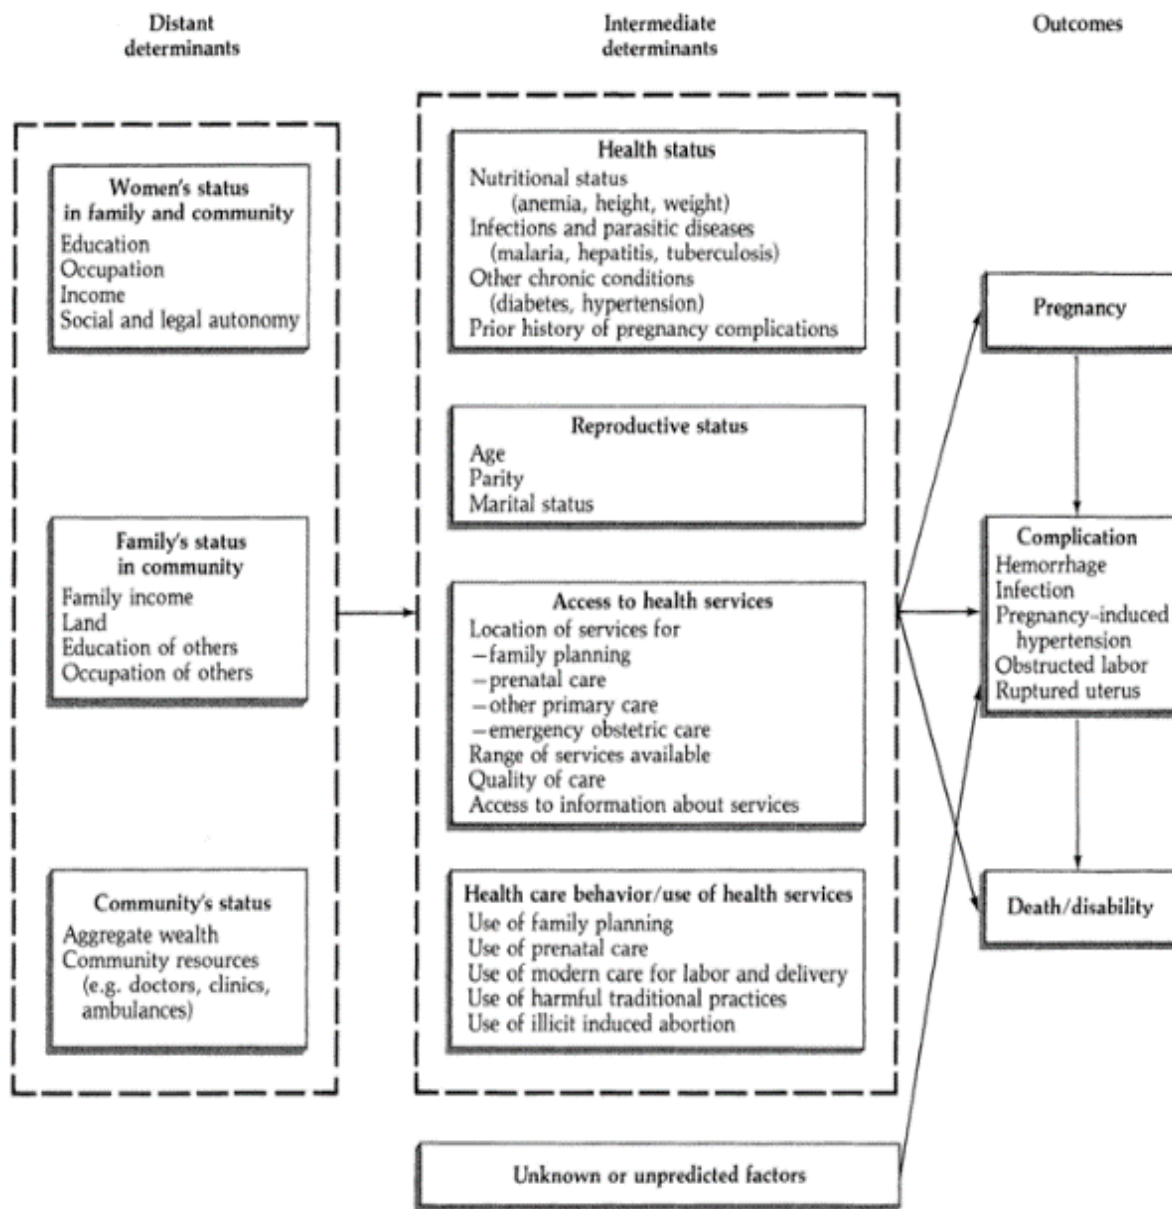 Distant
determinants
Intermediate
determinants
Outcomes
Women's status
in family and community
Education
Occupation
Income
Social and legal autonomy
Family's status
in community
Family income
Land
Education of others
Occupation of others
Community's status
Aggregate wealth
Community resources
(e.g. doctors, clinics,
ambulances)
Health status
Nutritional status
(anemia, height, weight)
Infections and parasitic diseases
(malaria, hepatitis, tuberculosis)
Other chronic conditions
(diabetes, hypertension)
Prior history of pregnancy complications
Reproductive status
Age
Parity
Marital status
Access to health services
Location of services for
—family planning
—prenatal care
—other primary care
—emergency obstetric care
Range of services available
Quality of care
Access to information about services
Health care behavior/use of health services
Use of family planning
Use of prenatal care
Use of modern care for labor and delivery
Use of harmful traditional practices
Use of illicit induced abortion
Unknown or unpredicted factors
Pregnancy
Complication
Hemorrhage
Infection
Pregnancy–induced
hypertension
Obstructed labor
Ruptured uterus
Death/disability